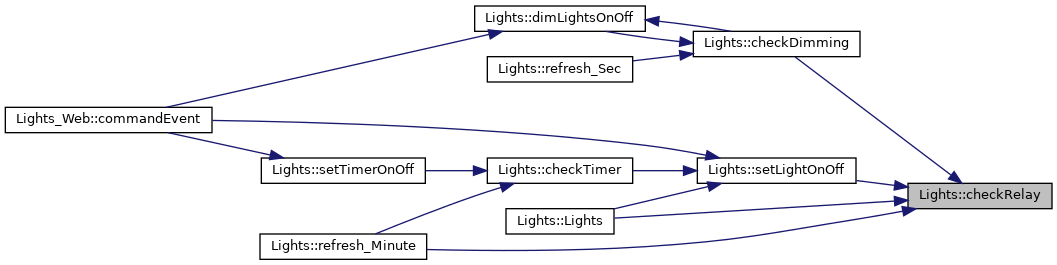 Lights::dimLightsOnOff
Lights::checkDimming
Lights::refresh_Sec
Lights_Web::commandEvent
Lights::setTimerOnOff
Lights::checkTimer
Lights::setLightOnOff
Lights::checkRelay
Lights::Lights
Lights::refresh_Minute